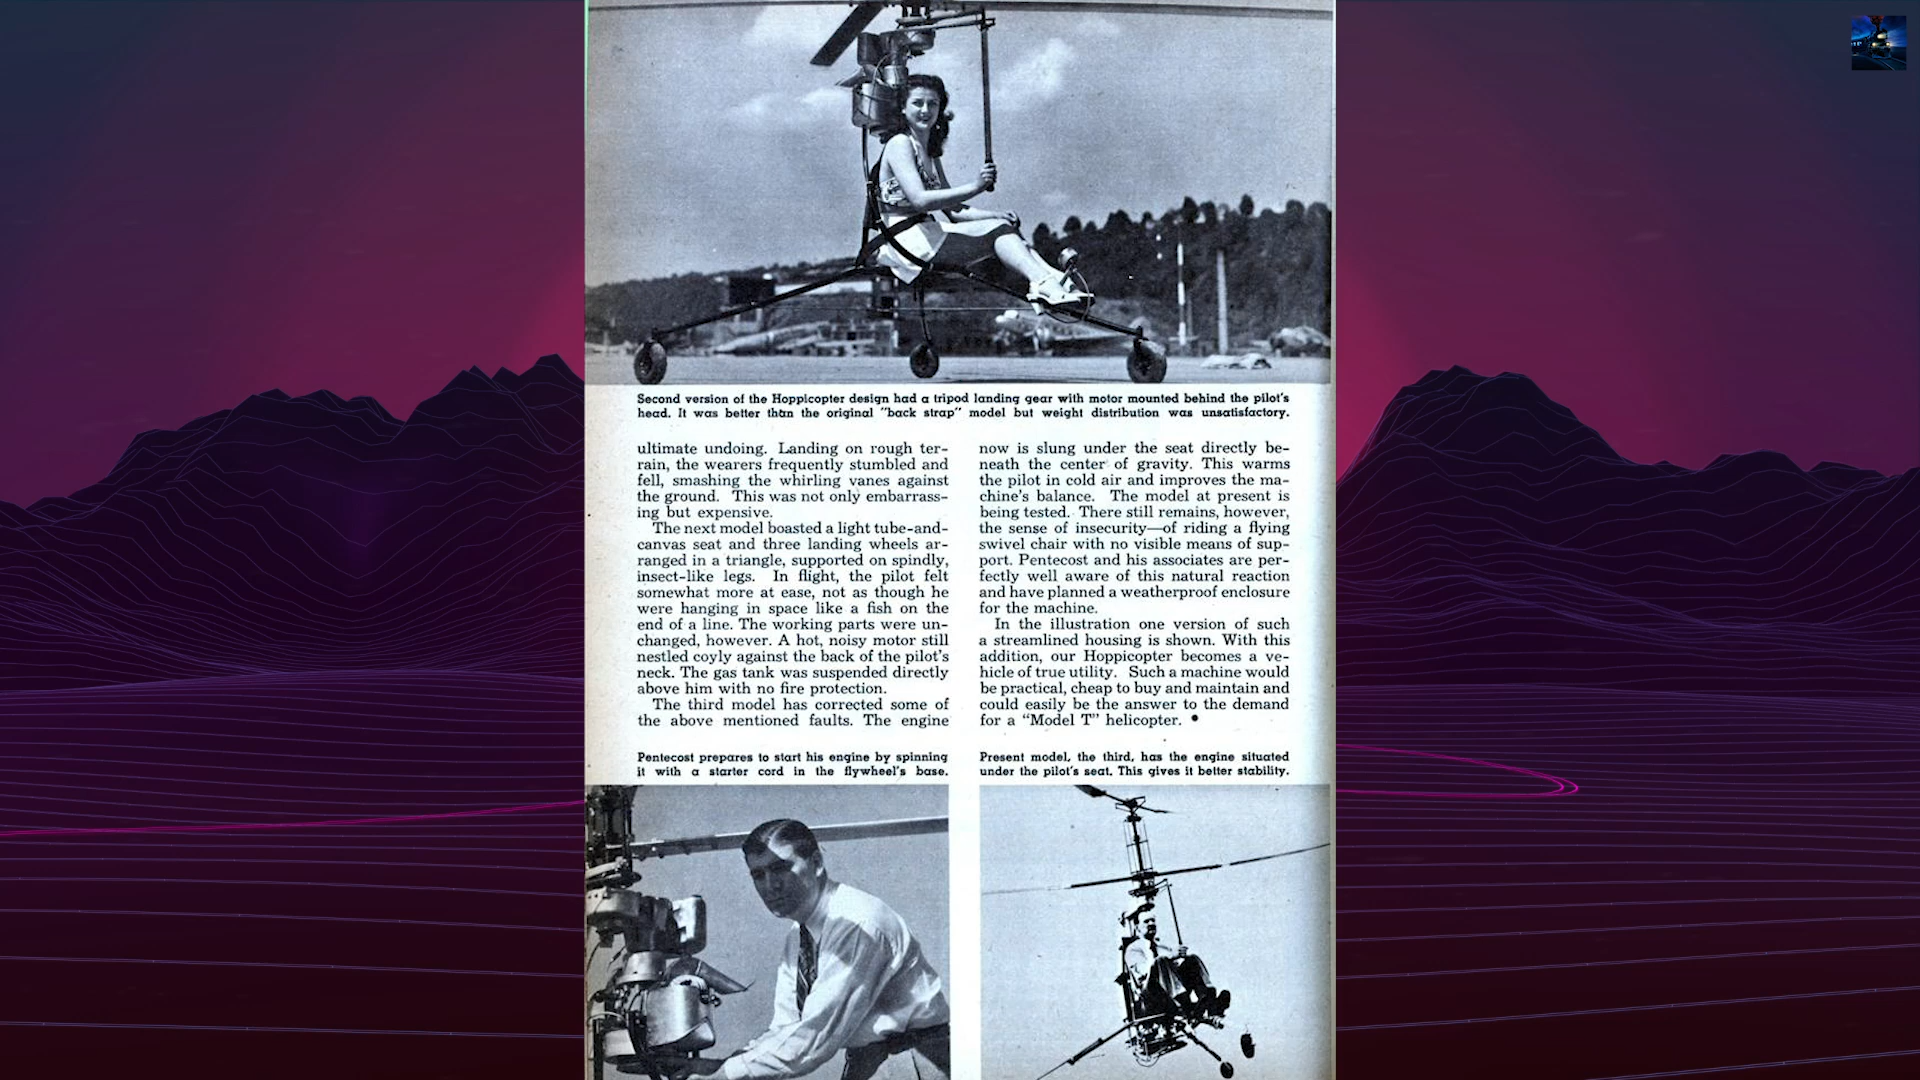 Second version of the Hoppicopter design had a tripod landing gear with motor mounted behind the pilot's
head. It was better than the original "back strap" model but weight distribution was unsatisfactory.
ultimate undoing. Landing on rough ter-
rain, the wearers frequently stumbled and
fell, smashing the whirling vanes against
the ground. This was not only embarrass-
ing but expensive.
The next model boasted a light tube-and-
canvas seat and three landing wheels ar-
ranged in a triangle, supported on spindly,
insect-like legs. In flight, the pilot felt
somewhat more at ease, not as though he
were hanging in space like a fish on the
end of a line. The working parts were un-
changed, however. A hot, noisy motor still
nestled coyly against the back of the pilot's
neck. The gas tank was suspended directly
above him with no fire protection.
The third model has corrected some of
the above mentioned faults. The engine
now is slung under the seat directly be-
neath the center of gravity. This warms
the pilot in cold air and improves the ma-
chine's balance. The model at present is
being tested. There still remains, however,
the sense of insecurity—of riding a flying
swivel chair with no visible means of sup-
port. Pentecost and his associates are per-
fectly well aware of this natural reaction
and have planned a weatherproof enclosure
for the machine.
In the illustration one version of such
a streamlined housing is shown. With this
addition, our Hoppicopter becomes a ve-
hicle of true utility. Such a machine would
be practical, cheap to buy and maintain and
could easily be the answer to the demand
for a "Model T" helicopter. •
Pentecost prepares to start his engine by spinning
it with a starter cord in the flywheel's base.
Present model, the third, has the engine situated
under the pilot's seat. This gives it better stability.